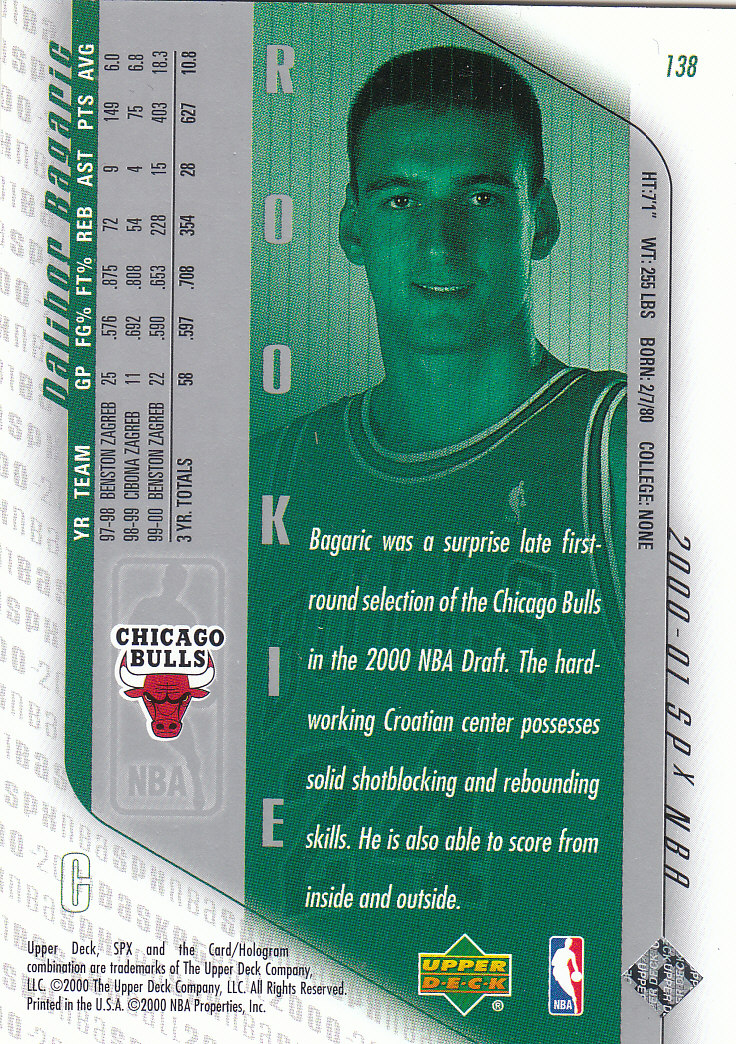 138
Dalibor Bagaric
YR TEAM GP FG% FT% REB AST PTS AVG
97-98 BENSTON ZAGREB 25 .576 .875 72 9 149 6.0
98-99 CIBONA ZAGREB 11 .692 .808 54 4 75 6.8
99-00 BENSTON ZAGREB 22 .590 .653 228 15 403 18.3
3 YR. TOTALS 58 .597 .708 354 28 627 10.8
ROOKIE
HT:7'1" WT: 255 LBS BORN: 2/7/80 COLLEGE: NONE
2000-01 SPX NBA
Bagaric was a surprise late first-
round selection of the Chicago Bulls
in the 2000 NBA Draft. The hard-
working Croatian center possesses
solid shotblocking and rebounding
skills. He is also able to score from
inside and outside.
CHICAGO
BULLS
NBA
C
Upper Deck, SPX and the Card/Hologram
combination are trademarks of The Upper Deck Company,
LLC. ©2000 The Upper Deck Company, LLC. All Rights Reserved.
Printed in the U.S.A. ©2000 NBA Properties, Inc.
UPPER
D·E·C·K
®
NBA